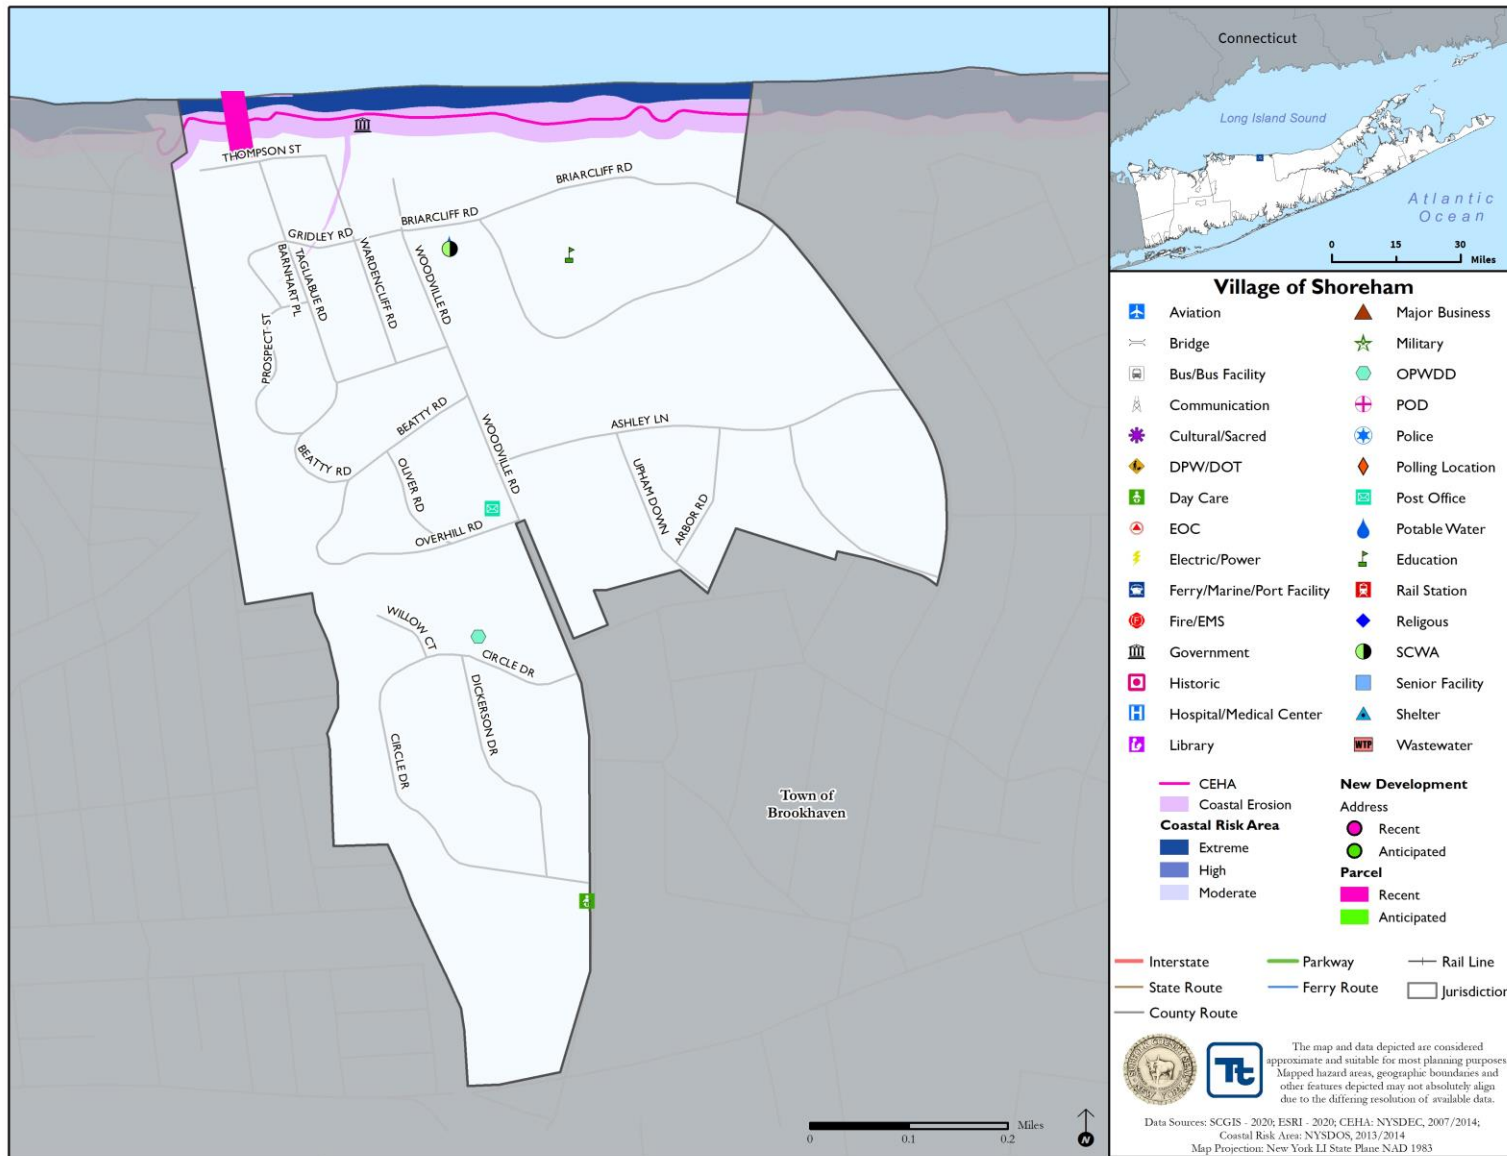 THOMPSON ST
BRIARCLIFF RD
BRIARCLIFF RD
GRIDLEY RD
BARNHART PL
TAGLIABUE RD
WARDENCLIFF RD
WOODVILLE RD
PROSPECT ST
BEATTY RD
BEATTY RD
OLIVER RD
WOODVILLE RD
ASHLEY LN
UPHAM DOWN
ARBOR RD
OVERHILL RD
WILLOW CT
CIRCLE DR
DICKERSON DR
CIRCLE DR
Town of
Brookhaven
0 0.1 0.2
Miles
N
Connecticut
Long Island Sound
Atlantic
Ocean
0 15 30
Miles
Village of Shoreham
Aviation
Bridge
Bus/Bus Facility
Communication
Cultural/Sacred
DPW/DOT
Day Care
EOC
Electric/Power
Ferry/Marine/Port Facility
Fire/EMS
Government
Historic
Hospital/Medical Center
Library
Major Business
Military
OPWDD
POD
Police
Polling Location
Post Office
Potable Water
Education
Rail Station
Religous
SCWA
Senior Facility
Shelter
WTP Wastewater
CEHA
Coastal Erosion
Coastal Risk Area
Extreme
High
Moderate
New Development
Address
Recent
Anticipated
Parcel
Recent
Anticipated
Interstate
State Route
County Route
Parkway
Ferry Route
Rail Line
Jurisdiction
Tt
The map and data depicted are considered
approximate and suitable for most planning purposes.
Mapped hazard areas, geographic boundaries and
other features depicted may not absolutely align
due to the differing resolution of available data.
Data Sources: SCGIS - 2020; ESRI - 2020; CEHA: NYSDEC, 2007/2014;
Coastal Risk Area: NYSDOS, 2013/2014
Map Projection: New York LI State Plane NAD 1983